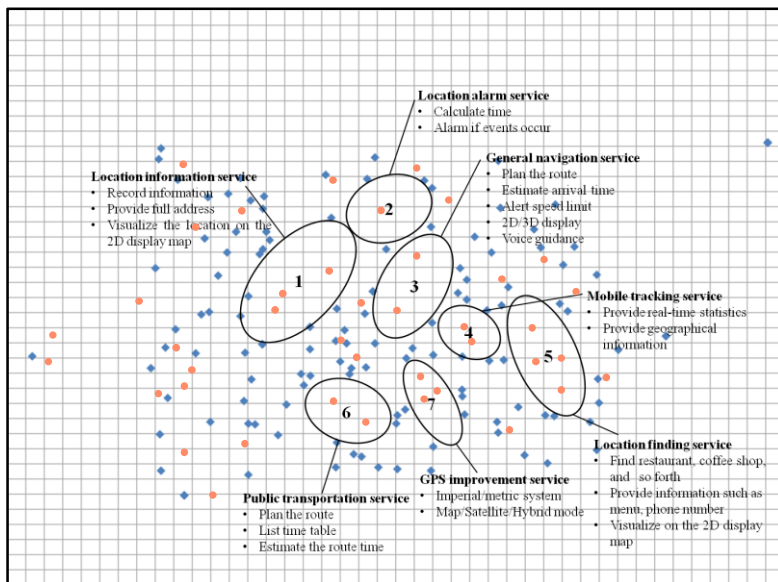 Location alarm service
• Calculate time
• Alarm if events occur
General navigation service
• Plan the route
• Estimate arrival time
• Alert speed limit
• 2D/3D display
• Voice guidance
Location information service
• Record information
• Provide full address
• Visualize the location on the
2D display map
2
1
3
Mobile tracking service
• Provide real-time statistics
• Provide geographical
information
4
5
6
7
Location finding service
• Find restaurant, coffee shop,
and so forth
• Provide information such as
menu, phone number
• Visualize on the 2D display
map
GPS improvement service
• Imperial/metric system
• Map/Satellite/Hybrid mode
Public transportation service
• Plan the route
• List time table
• Estimate the route time